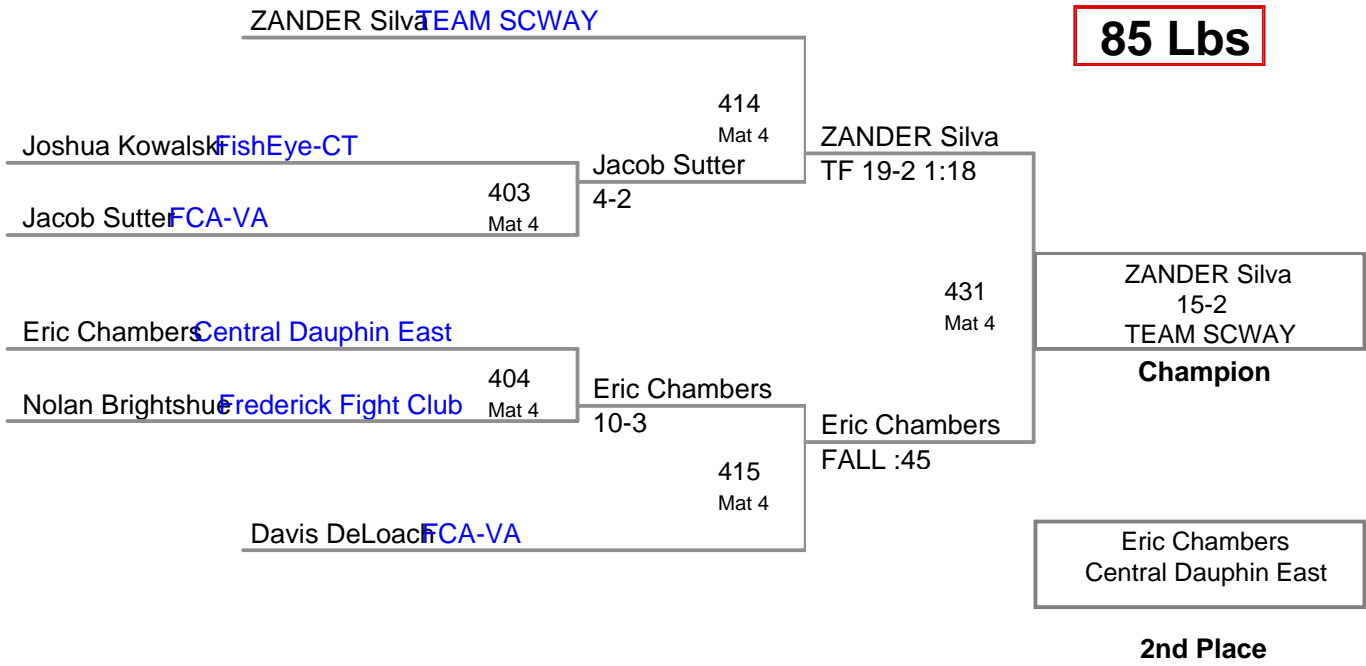 ZANDER Silva TEAM SCWAY
85 Lbs
414
Mat 4
Joshua Kowalski FishEye-CT
ZANDER Silva
TF 19-2 1:18
Jacob Sutter
4-2
403
Mat 4
Jacob Sutter FCA-VA
431
Mat 4
ZANDER Silva
15-2
TEAM SCWAY
Champion
Eric Chambers Central Dauphin East
404
Mat 4
Eric Chambers
10-3
Nolan Brightshue Frederick Fight Club
Eric Chambers
FALL :45
415
Mat 4
Davis DeLoach FCA-VA
Eric Chambers
Central Dauphin East
2nd Place